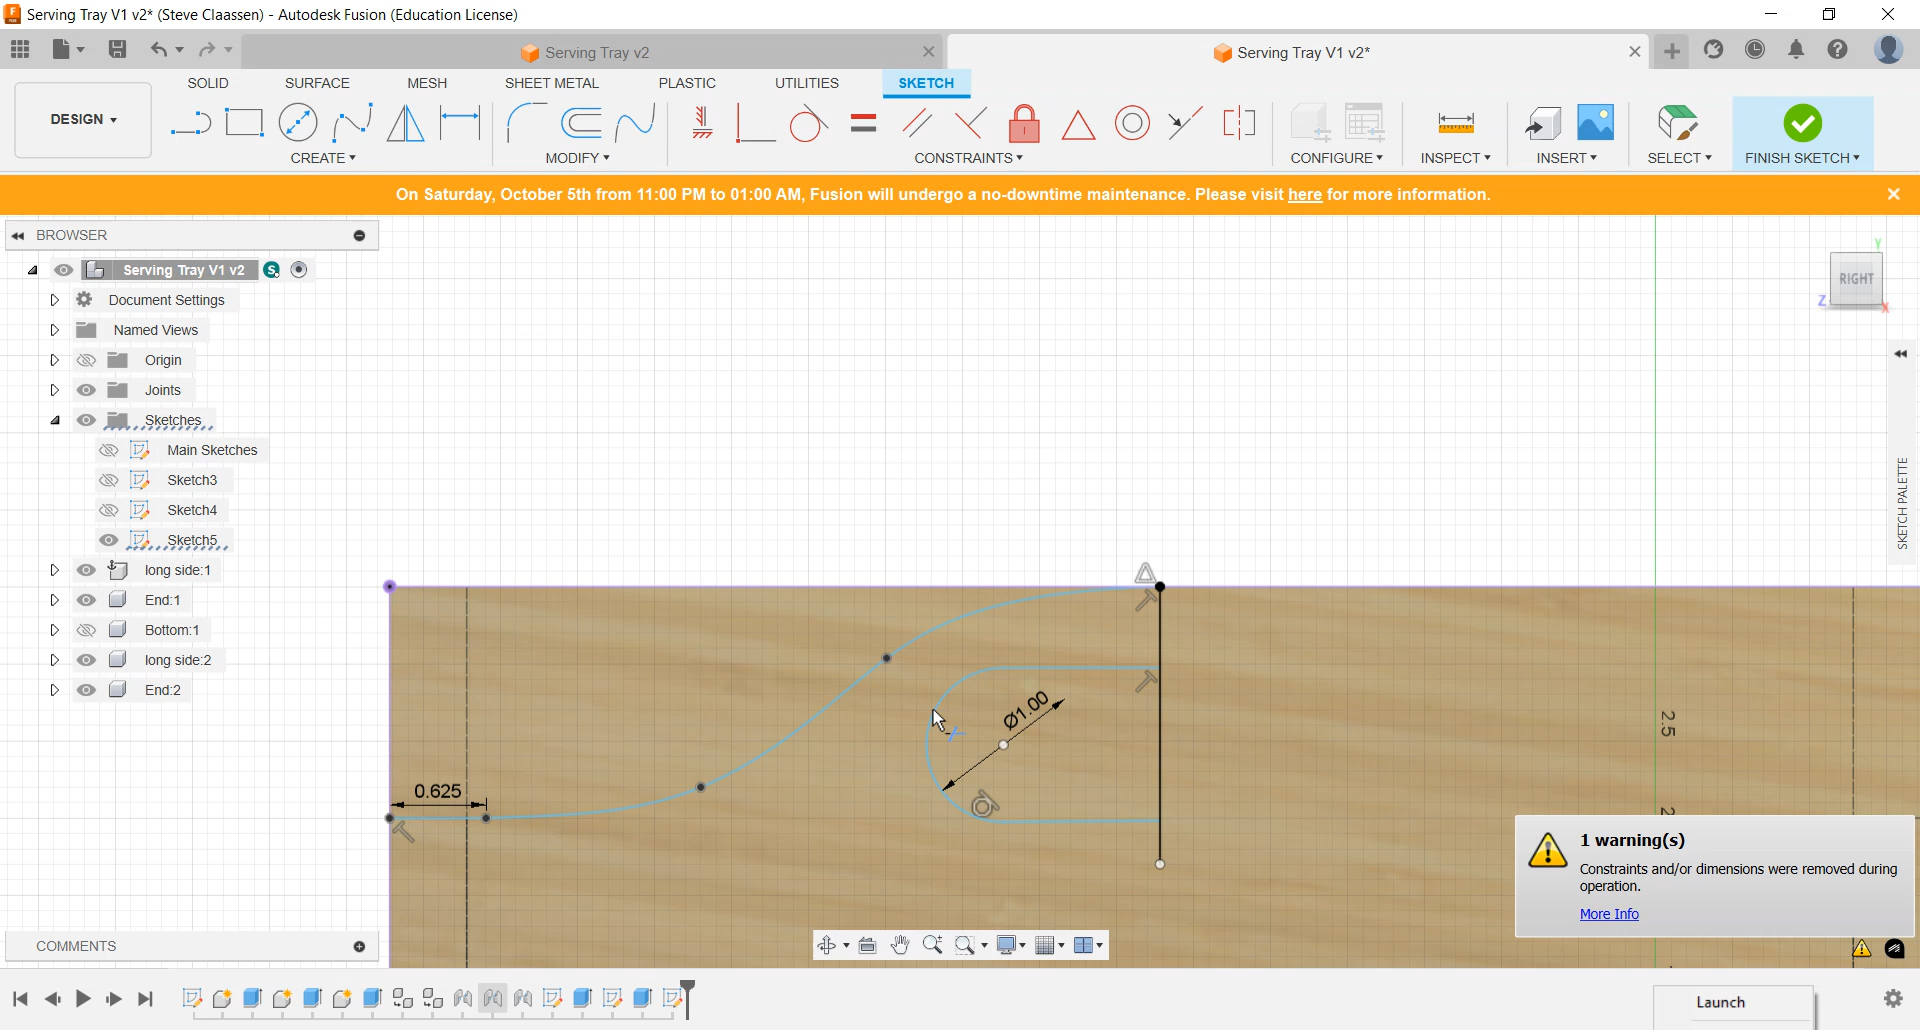 Serving Tray V1 v2* (Steve Claassen) - Autodesk Fusion (Education License)
Serving Tray v2
Serving Tray V1 v2*
SOLID SURFACE MESH SHEET METAL PLASTIC UTILITIES SKETCH
DESIGN
CREATE MODIFY CONSTRAINTS CONFIGURE INSPECT INSERT SELECT FINISH SKETCH
On Saturday, October 5th from 11:00 PM to 01:00 AM, Fusion will undergo a no-downtime maintenance. Please visit here for more information.
BROWSER
Serving Tray V1 v2
S
Document Settings
Named Views
Origin
Joints
Sketches
Main Sketches
Sketch3
Sketch4
Sketch5
long side:1
End:1
Bottom:1
long side:2
End:2
Y
RIGHT
Z
X
SKETCH PALETTE
Ø1.00
0.625
2.5
2
1 warning(s)
Constraints and/or dimensions were removed during
operation.
More Info
COMMENTS
Launch